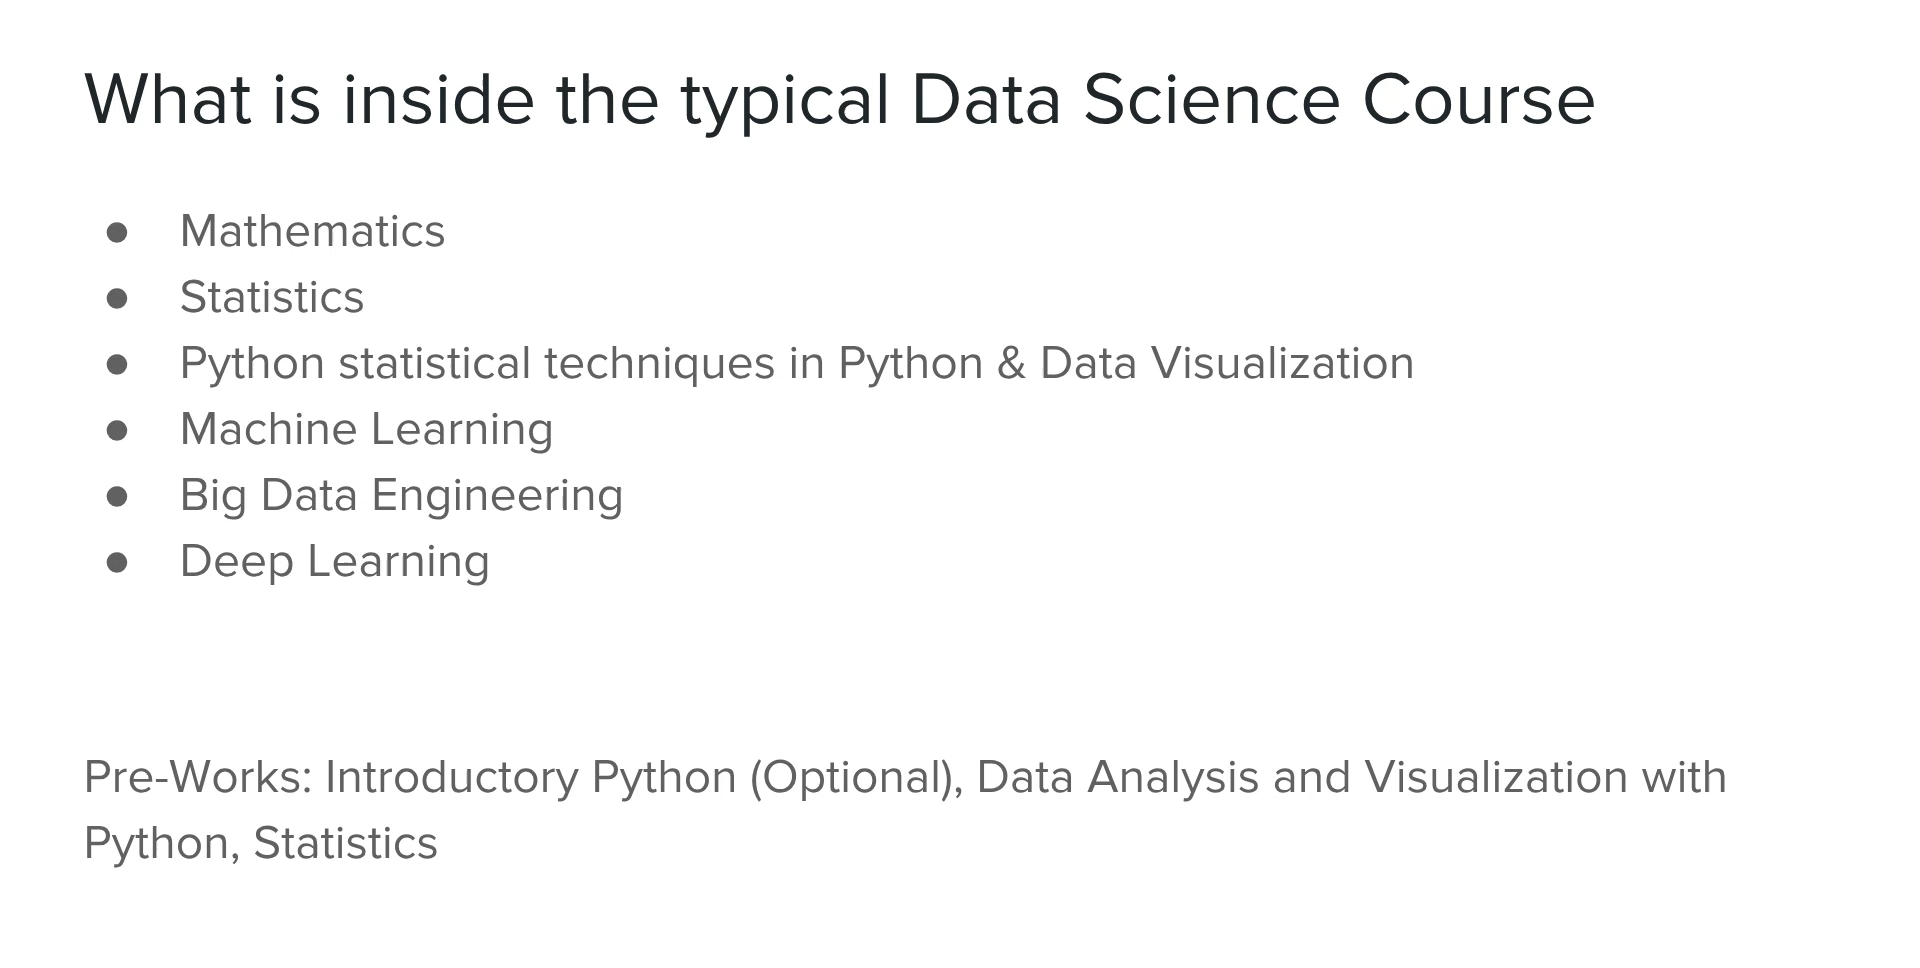 What is inside the typical Data Science Course
● Mathematics
● Statistics
● Python statistical techniques in Python & Data Visualization
● Machine Learning
● Big Data Engineering
● Deep Learning
Pre-Works: Introductory Python (Optional), Data Analysis and Visualization with
Python, Statistics